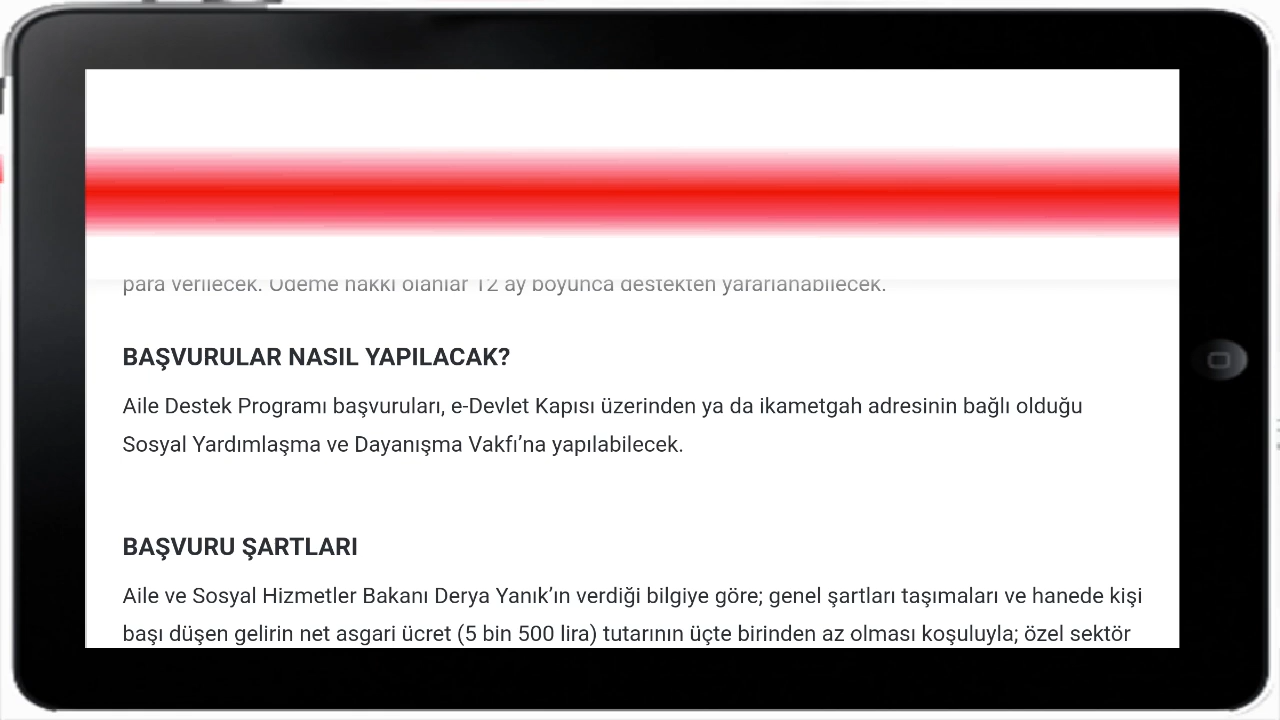 para verilecek. Ödeme hakkı olanlar 12 ay boyunca destekten yararlanabilecek.
BAŞVURULAR NASIL YAPILACAK?
Aile Destek Programı başvuruları, e-Devlet Kapısı üzerinden ya da ikametgah adresinin bağlı olduğu
Sosyal Yardımlaşma ve Dayanışma Vakfı’na yapılabilecek.
BAŞVURU ŞARTLARI
Aile ve Sosyal Hizmetler Bakanı Derya Yanık’ın verdiği bilgiye göre; genel şartları taşımaları ve hanede kişi
başı düşen gelirin net asgari ücret (5 bin 500 lira) tutarının üçte birinden az olması koşuluyla; özel sektör